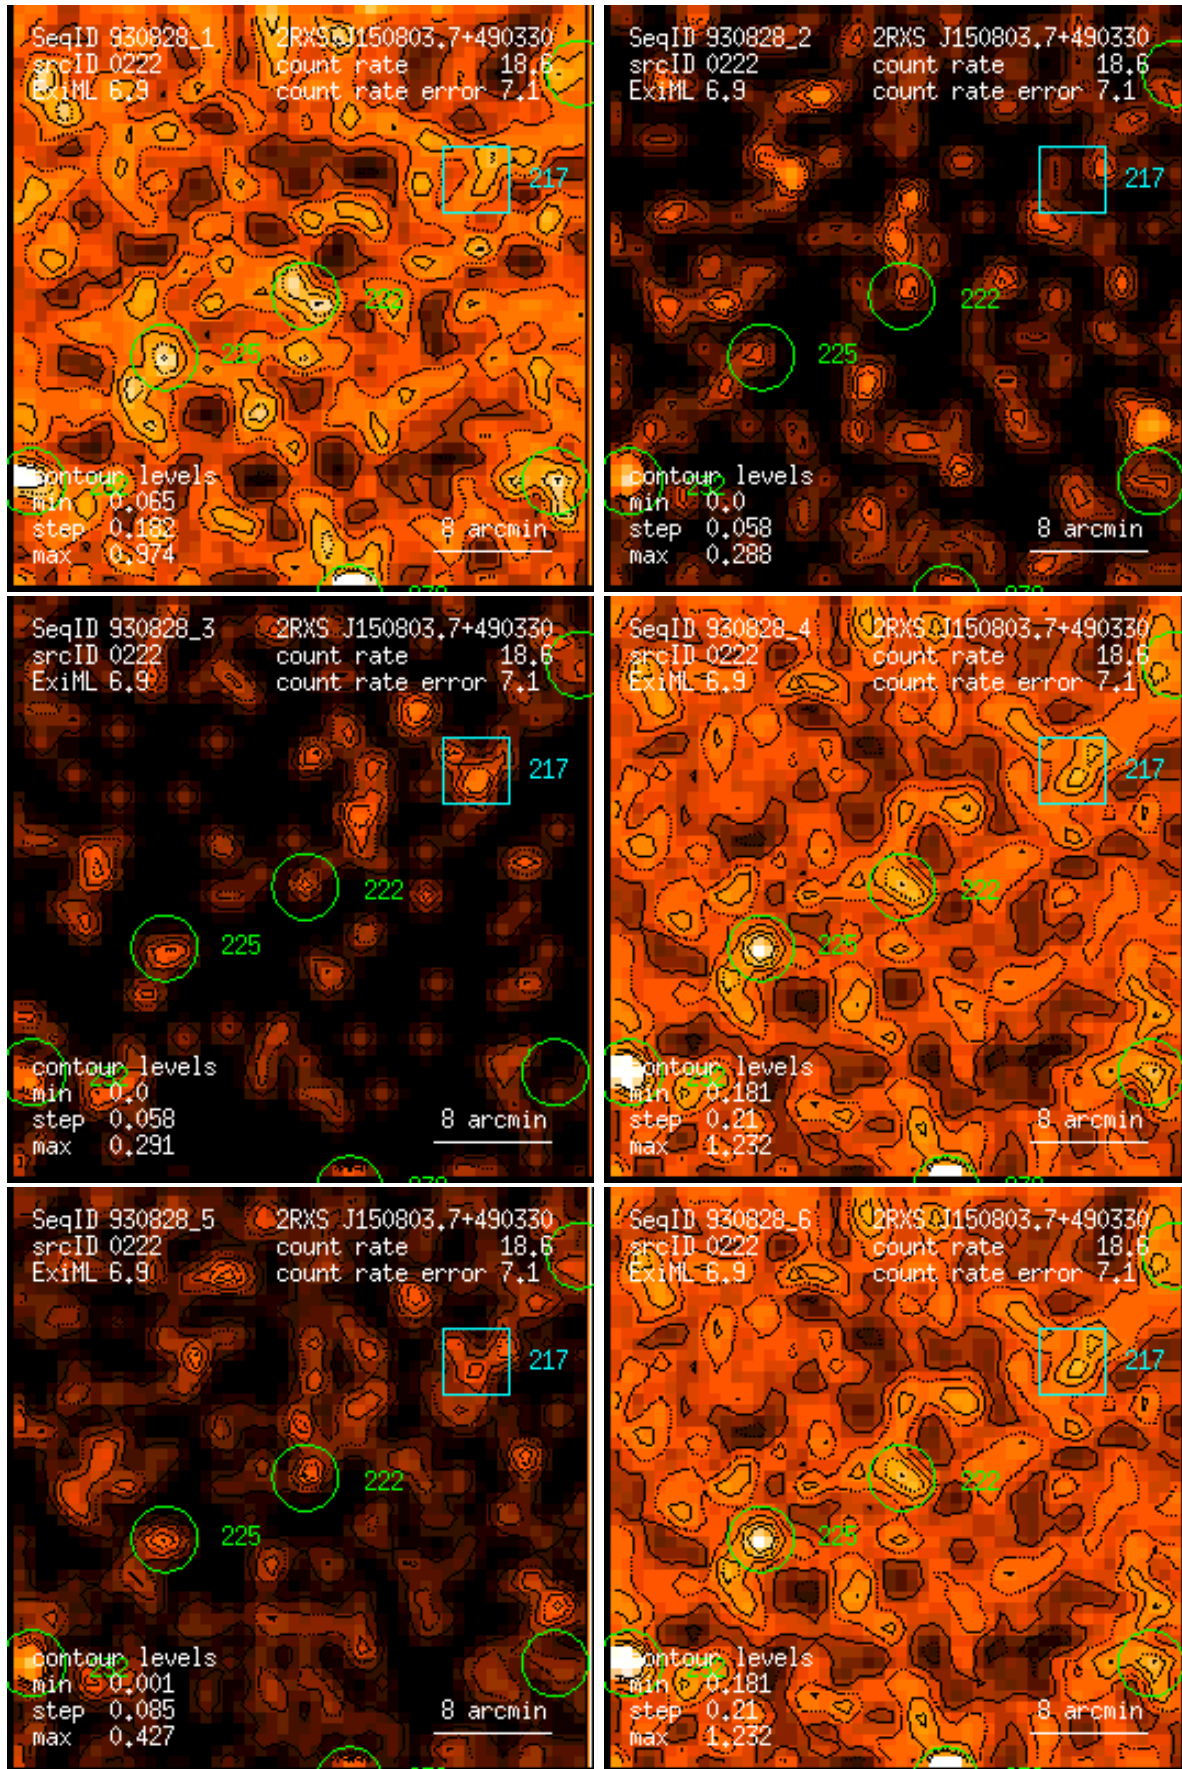 SeqID 930828_1 2RXS J150803.7+490330
srcID 0222 count rate 18.6
ExiML 6.9 count rate error 7.1
217
222
225
contour levels
232
min 0.065
step 0.182 8 arcmin
max 0.974
SeqID 930828_2 2RXS J150803.7+490330
srcID 0222 count rate 18.6
ExiML 6.9 count rate error 7.1
217
222
225
contour levels
232
min 0.0
step 0.058 8 arcmin
max 0.288
SeqID 930828_3 2RXS J150803.7+490330
srcID 0222 count rate 18.6
ExiML 6.9 count rate error 7.1
217
222
225
contour levels
232
min 0.0
step 0.058 8 arcmin
max 0.291
SeqID 930828_4 2RXS J150803.7+490330
srcID 0222 count rate 18.6
ExiML 6.9 count rate error 7.1
217
222
225
contour levels
232
min 0.181
step 0.21 8 arcmin
max 1.232
SeqID 930828_5 2RXS J150803.7+490330
srcID 0222 count rate 18.6
ExiML 6.9 count rate error 7.1
217
222
225
contour levels
232
min 0.001
step 0.085 8 arcmin
max 0.427
SeqID 930828_6 2RXS J150803.7+490330
srcID 0222 count rate 18.6
ExiML 6.9 count rate error 7.1
217
222
225
contour levels
232
min 0.181
step 0.21 8 arcmin
max 1.232